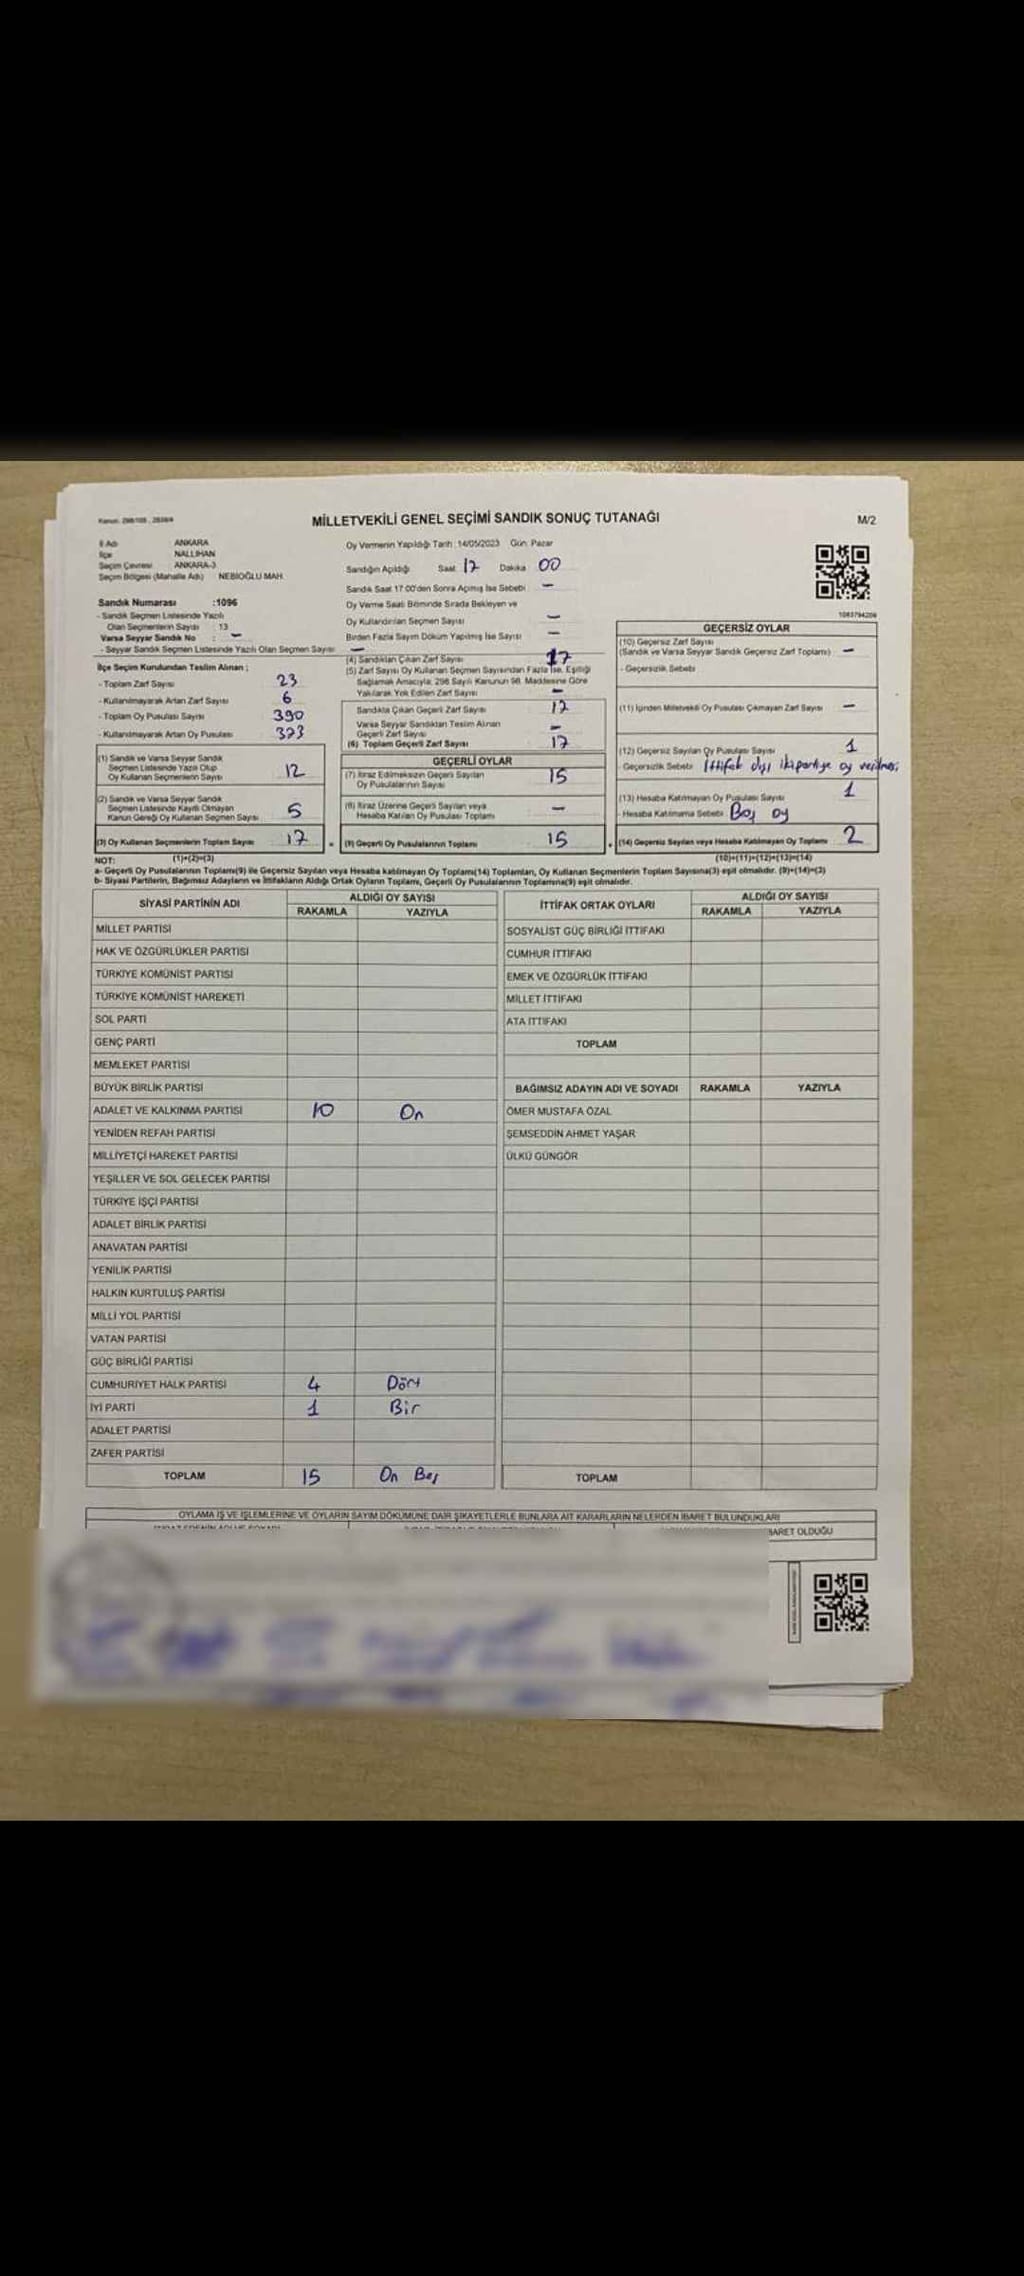 Kanun: 298/105 , 2839/4
MİLLETVEKİLİ GENEL SEÇİMİ SANDIK SONUÇ TUTANAĞI
M/2
İl Adı ANKARA
İlçe NALLIHAN
Seçim Çevresi ANKARA-3
Seçim Bölgesi (Mahalle Adı) NEBİOĞLU MAH.
Oy Vermenin Yapıldığı Tarih :14/05/2023 Gün: Pazar
Sandığın Açıldığı Saat: 17 Dakika 00
Sandık Saat 17:00'den Sonra Açılmış İse Sebebi : –
Oy Verme Saati Bitiminde Sırada Bekleyen ve
Oy Kullandırılan Seçmen Sayısı –
Birden Fazla Sayım Döküm Yapılmış İse Sayısı –
Sandık Numarası :1096
- Sandık Seçmen Listesinde Yazılı
Olan Seçmenlerin Sayısı : 13
Varsa Seyyar Sandık No : –
- Seyyar Sandık Seçmen Listesinde Yazılı Olan Seçmen Sayısı –
1063794209
İlçe Seçim Kurulundan Teslim Alınan ;
- Toplam Zarf Sayısı 23
- Kullanılmayarak Artan Zarf Sayısı 6
- Toplam Oy Pusulası Sayısı 390
- Kullanılmayarak Artan Oy Pusulası 373
(1) Sandık ve Varsa Seyyar Sandık
Seçmen Listesinde Yazılı Olup
Oy Kullanan Seçmenlerin Sayısı 12
(2) Sandık ve Varsa Seyyar Sandık
Seçmen Listesinde Kayıtlı Olmayan
Kanun Gereği Oy Kullanan Seçmen Sayısı 5
(3) Oy Kullanan Seçmenlerin Toplam Sayısı 17
(4) Sandıktan Çıkan Zarf Sayısı 17
(5) Zarf Sayısı Oy Kullanan Seçmen Sayısından Fazla İse, Eşitliği
Sağlamak Amacıyla, 298 Sayılı Kanunun 98. Maddesine Göre
Yakılarak Yok Edilen Zarf Sayısı –
Sandıkta Çıkan Geçerli Zarf Sayısı 17
Varsa Seyyar Sandıktan Teslim Alınan
Geçerli Zarf Sayısı –
(6) Toplam Geçerli Zarf Sayısı 17
GEÇERLİ OYLAR
(7) İtiraz Edilmeksizin Geçerli Sayılan
Oy Pusulalarının Sayısı 15
(8) İtiraz Üzerine Geçerli Sayılan veya
Hesaba Katılan Oy Pusulası Toplamı –
(9) Geçerli Oy Pusulalarının Toplamı 15
GEÇERSİZ OYLAR
(10) Geçersiz Zarf Sayısı
(Sandık ve Varsa Seyyar Sandık Geçersiz Zarf Toplamı) –
- Geçersizlik Sebebi
(11) İçinden Milletvekili Oy Pusulası Çıkmayan Zarf Sayısı –
(12) Geçersiz Sayılan Oy Pusulası Sayısı 1
- Geçersizlik Sebebi İttifak dışı iki partiye oy verilmesi
(13) Hesaba Katılmayan Oy Pusulası Sayısı 1
- Hesaba Katılmama Sebebi Boş oy
(14) Geçersiz Sayılan veya Hesaba Katılmayan Oy Toplamı 2
NOT: (1)+(2)=(3)
(10)+(11)+(12)+(13)=(14)
a- Geçerli Oy Pusulalarının Toplamı(9) ile Geçersiz Sayılan veya Hesaba katılmayan Oy Toplamı(14) Toplamları, Oy Kullanan Seçmenlerin Toplam Sayısına(3) eşit olmalıdır. (9)+(14)=(3)
b- Siyasi Partilerin, Bağımsız Adayların ve İttifakların Aldığı Ortak Oyların Toplamı, Geçerli Oy Pusulalarının Toplamına(9) eşit olmalıdır.
SİYASİ PARTİNİN ADI ALDIĞI OY SAYISI
RAKAMLA YAZIYLA
MİLLET PARTİSİ
HAK VE ÖZGÜRLÜKLER PARTİSİ
TÜRKİYE KOMÜNİST PARTİSİ
TÜRKİYE KOMÜNİST HAREKETİ
SOL PARTİ
GENÇ PARTİ
MEMLEKET PARTİSİ
BÜYÜK BİRLİK PARTİSİ
ADALET VE KALKINMA PARTİSİ 10 On
YENİDEN REFAH PARTİSİ
MİLLİYETÇİ HAREKET PARTİSİ
YEŞİLLER VE SOL GELECEK PARTİSİ
TÜRKİYE İŞÇİ PARTİSİ
ADALET BİRLİK PARTİSİ
ANAVATAN PARTİSİ
YENİLİK PARTİSİ
HALKIN KURTULUŞ PARTİSİ
MİLLİ YOL PARTİSİ
VATAN PARTİSİ
GÜÇ BİRLİĞİ PARTİSİ
CUMHURİYET HALK PARTİSİ 4 Dört
İYİ PARTİ 1 Bir
ADALET PARTİSİ
ZAFER PARTİSİ
TOPLAM 15 On Beş
İTTİFAK ORTAK OYLARI ALDIĞI OY SAYISI
RAKAMLA YAZIYLA
SOSYALİST GÜÇ BİRLİĞİ İTTİFAKI
CUMHUR İTTİFAKI
EMEK VE ÖZGÜRLÜK İTTİFAKI
MİLLET İTTİFAKI
ATA İTTİFAKI
TOPLAM
BAĞIMSIZ ADAYIN ADI VE SOYADI RAKAMLA YAZIYLA
ÖMER MUSTAFA ÖZAL
ŞEMSEDDİN AHMET YAŞAR
ÜLKÜ GÜNGÖR
TOPLAM
OYLAMA İŞ VE İŞLEMLERİNE VE OYLARIN SAYIM DÖKÜMÜNE DAİR ŞİKAYETLERLE BUNLARA AİT KARARLARIN NELERDEN İBARET BULUNDUKLARI
BARET OLDUĞU